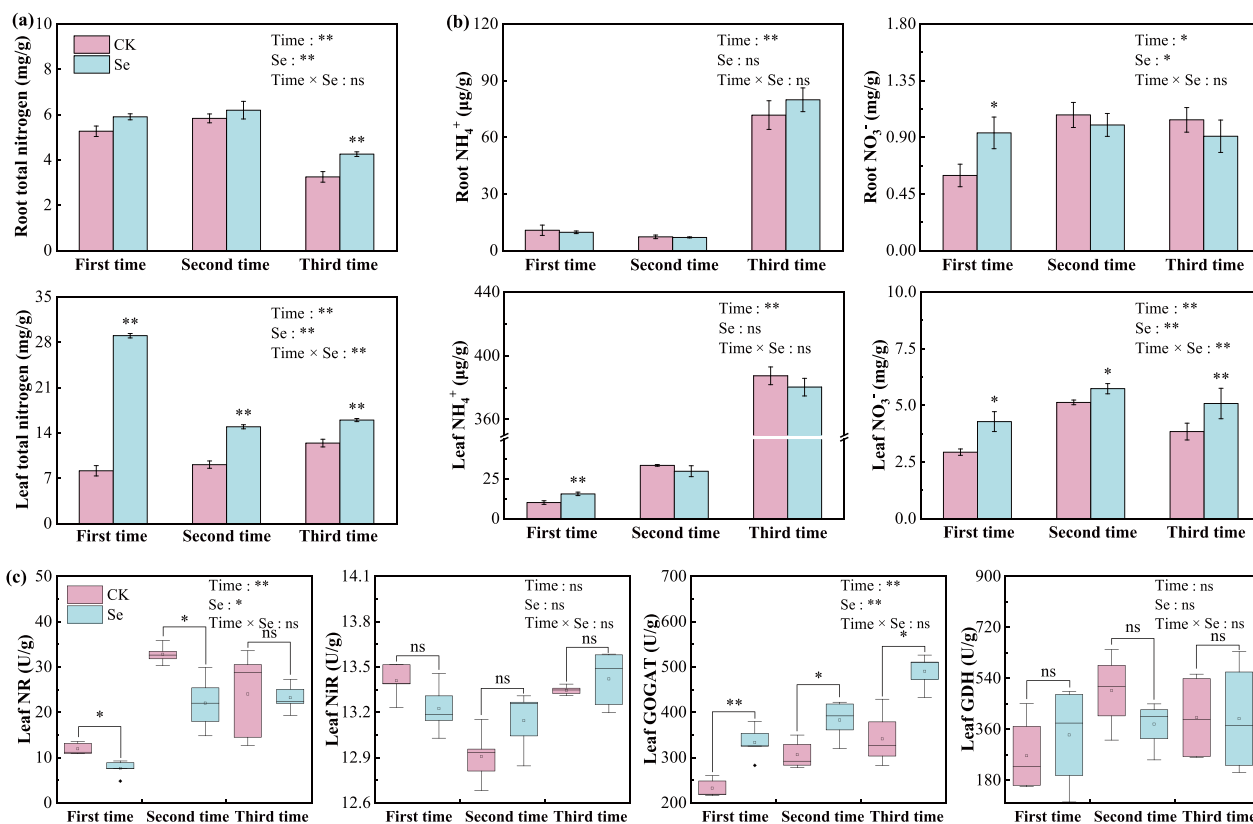 (a)
Root total nitrogen (mg/g)
10
8
6
4
2
0
CK
Se
Time : **
Se : **
Time × Se : ns
**
First time
Second time
Third time
(b)
Root NH₄⁺ (μg/g)
120
90
60
30
0
Time : **
Se : ns
Time × Se : ns
First time
Second time
Third time
Root NO₃⁻ (mg/g)
1.80
1.35
0.90
0.45
0.00
Time : *
Se : *
Time × Se : ns
*
First time
Second time
Third time
Leaf total nitrogen (mg/g)
35
28
21
14
7
0
Time : **
Se : **
Time × Se : **
**
**
**
First time
Second time
Third time
Leaf NH₄⁺ (μg/g)
440
400
360
25
0
Time : **
Se : ns
Time × Se : ns
**
First time
Second time
Third time
Leaf NO₃⁻ (mg/g)
10.0
7.5
5.0
2.5
0.0
Time : **
Se : **
Time × Se : **
*
*
**
First time
Second time
Third time
(c)
Leaf NR (U/g)
50
40
30
20
10
0
CK
Se
Time : **
Se : *
Time × Se : ns
*
*
ns
First time
Second time
Third time
Leaf NiR (U/g)
14.1
13.8
13.5
13.2
12.9
12.6
Time : ns
Se : ns
Time × Se : ns
ns
ns
ns
First time
Second time
Third time
Leaf GOGAT (U/g)
700
600
500
400
300
200
Time : **
Se : **
Time × Se : ns
**
*
*
First time
Second time
Third time
Leaf GDH (U/g)
900
720
540
360
180
Time : ns
Se : ns
Time × Se : ns
ns
ns
ns
First time
Second time
Third time